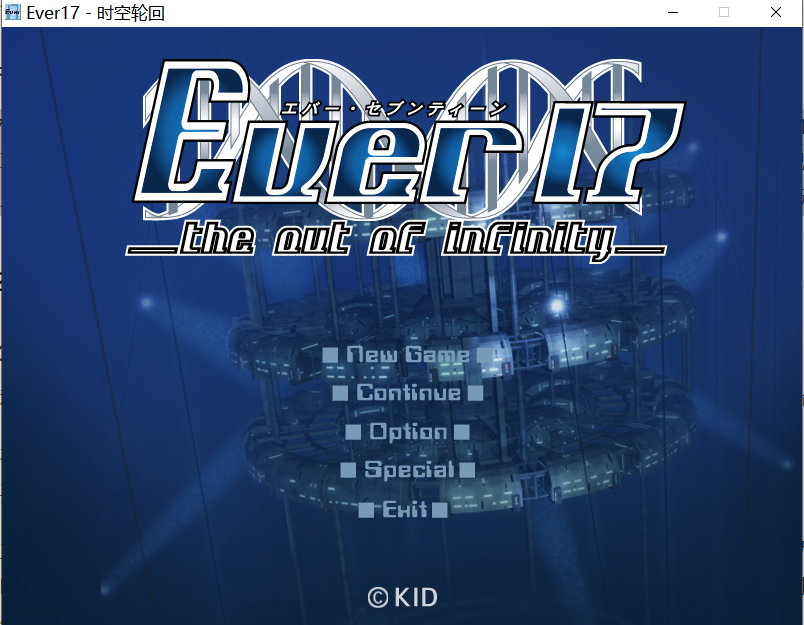 Ever17 - 时空轮回
エバー・セブンティーン
Ever17
the out of infinity
New Game
Continue
Option
Special
Exit
© KID